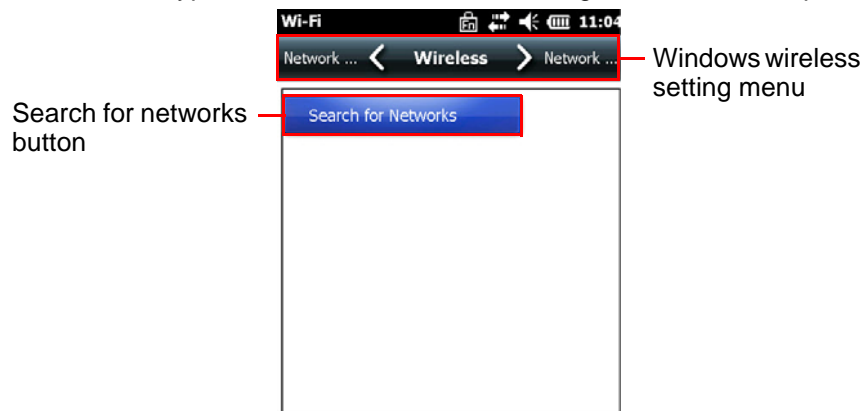 Wi-Fi 11:04
Network ... Wireless Network ...
Windows wireless
setting menu
Search for networks
button
Search for Networks